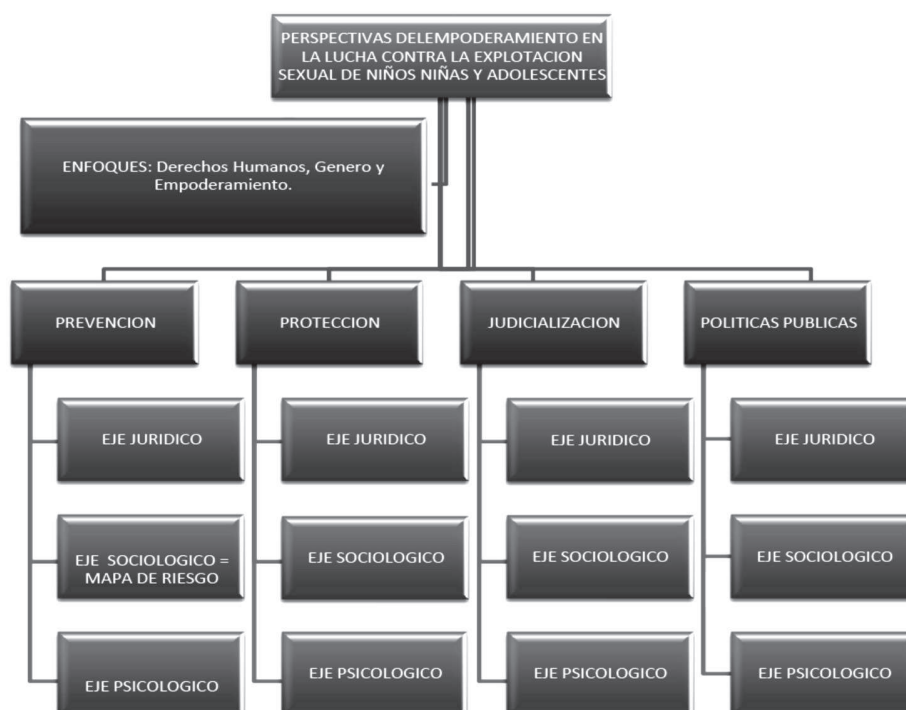 PERSPECTIVAS DELEMPODERAMIENTO EN
LA LUCHA CONTRA LA EXPLOTACION
SEXUAL DE NIÑOS NIÑAS Y ADOLESCENTES
ENFOQUES: Derechos Humanos, Genero y
Empoderamiento.
PREVENCION
PROTECCION
JUDICIALIZACION
POLITICAS PUBLICAS
EJE JURIDICO
EJE JURIDICO
EJE JURIDICO
EJE JURIDICO
EJE SOCIOLOGICO =
MAPA DE RIESGO
EJE SOCIOLOGICO
EJE SOCIOLOGICO
EJE SOCIOLOGICO
EJE PSICOLOGICO
EJE PSICOLOGICO
EJE PSICOLOGICO
EJE PSICOLOGICO